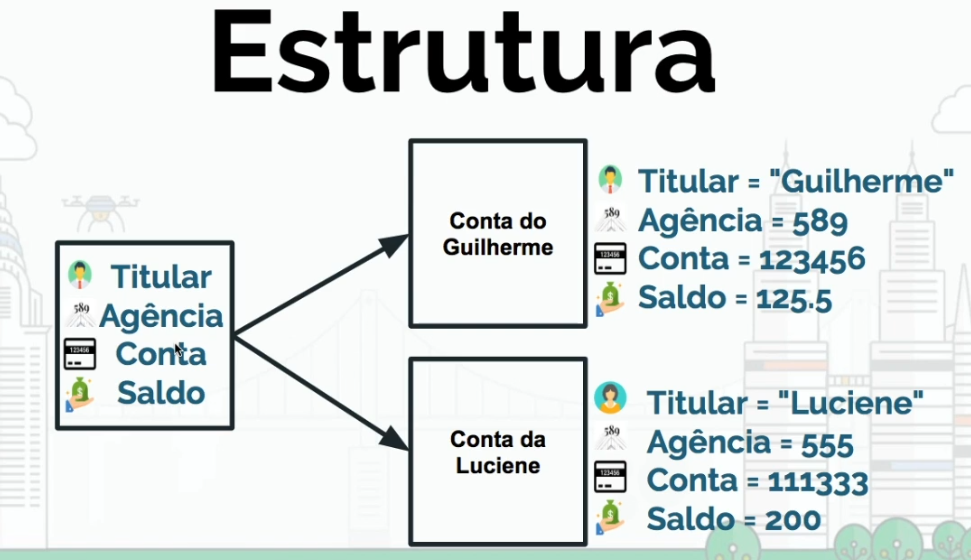 Estrutura
Titular
589
Agência
Conta
Saldo
Conta do
Guilherme
Titular = "Guilherme"
589
Agência = 589
123456
Conta = 123456
Saldo = 125.5
Conta da
Luciene
Titular = "Luciene"
589
Agência = 555
123456
Conta = 111333
Saldo = 200